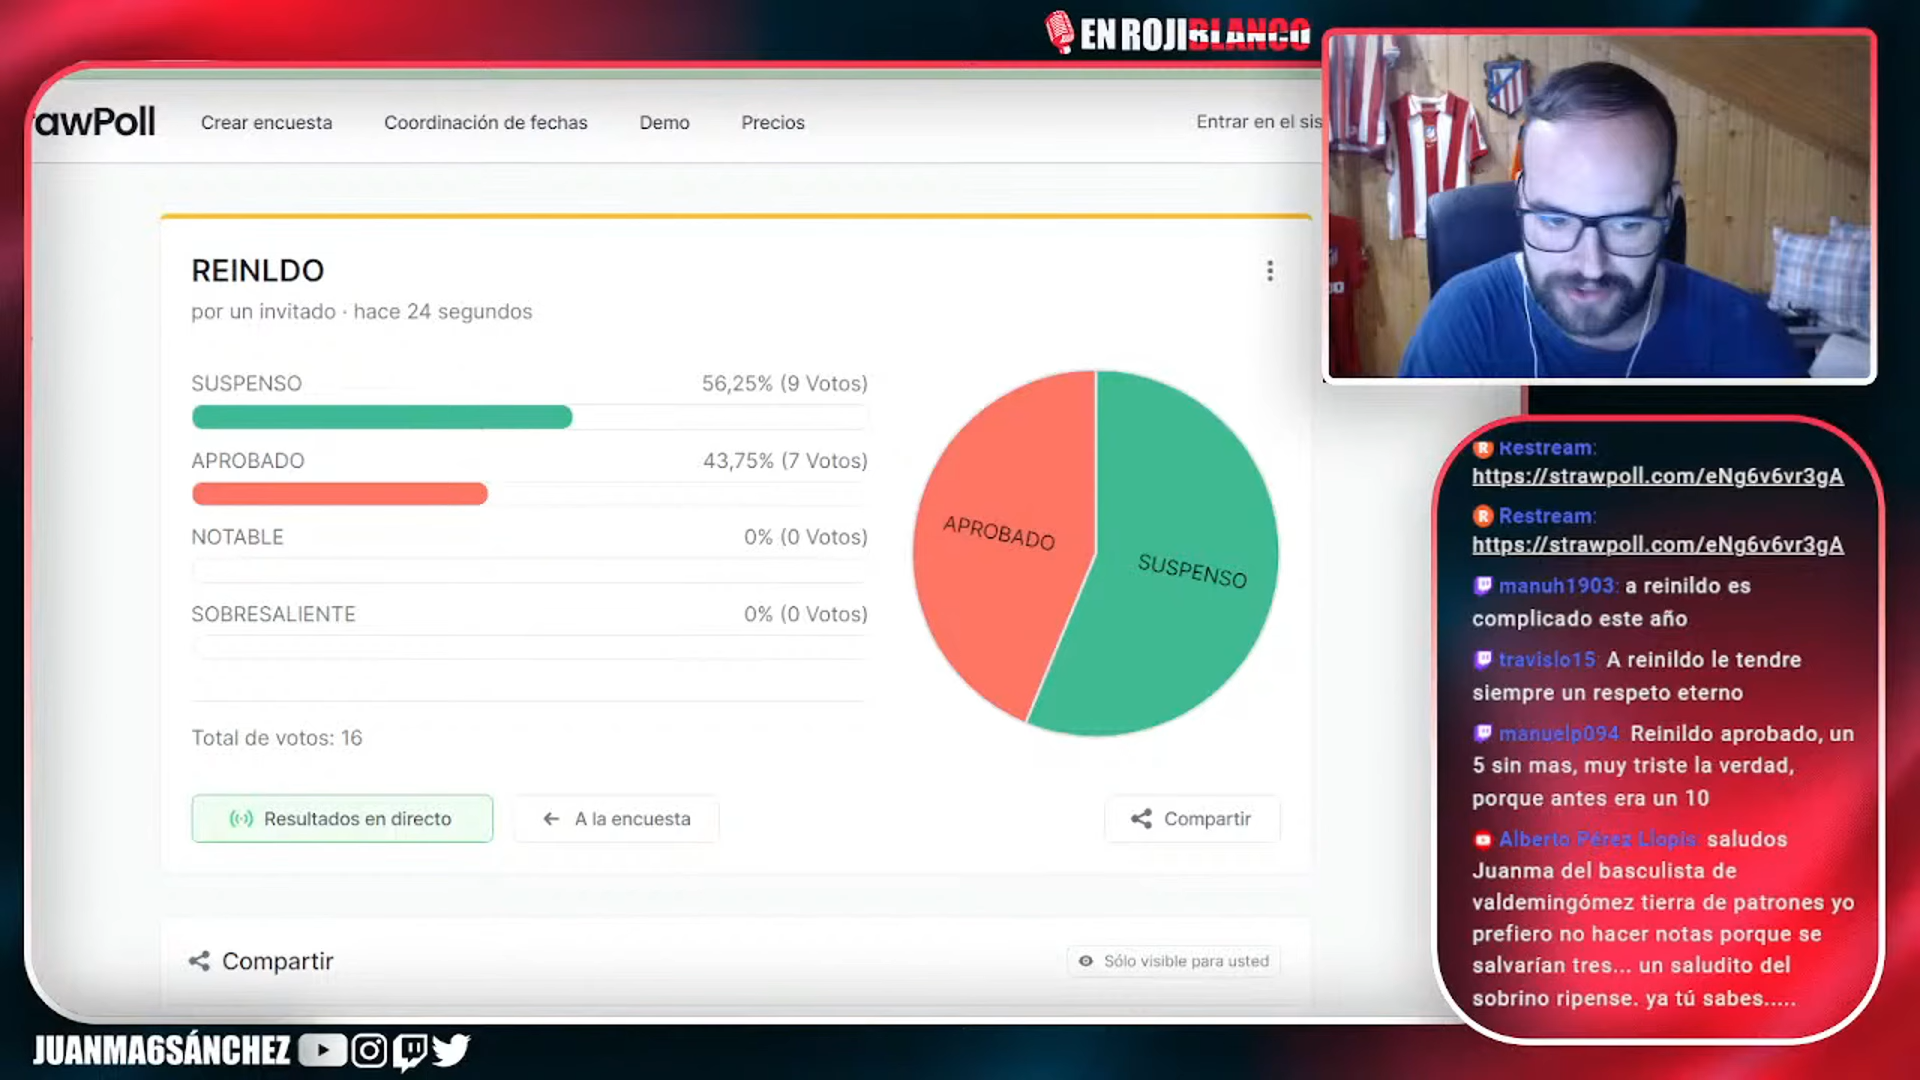 EN ROJIBLANCO
awPoll
Crear encuesta
Coordinación de fechas
Demo
Precios
Entrar en el sis
REINLDO
por un invitado · hace 24 segundos
SUSPENSO
56,25% (9 Votos)
APROBADO
43,75% (7 Votos)
NOTABLE
0% (0 Votos)
SOBRESALIENTE
0% (0 Votos)
Total de votos: 16
APROBADO
SUSPENSO
Resultados en directo
A la encuesta
Compartir
Compartir
Sólo visible para usted
Restream:
https://strawpoll.com/eNg6v6vr3gA
Restream:
https://strawpoll.com/eNg6v6vr3gA
manuh1903: a reinildo es
complicado este año
travislo15: A reinildo le tendre
siempre un respeto eterno
manuelp094: Reinildo aprobado, un
5 sin mas, muy triste la verdad,
porque antes era un 10
Alberto Pérez Llopis: saludos
Juanma del basculista de
valdemingómez tierra de patrones yo
prefiero no hacer notas porque se
salvarían tres... un saludito del
sobrino ripense. ya tú sabes.....
JUANMA6SÁNCHEZ